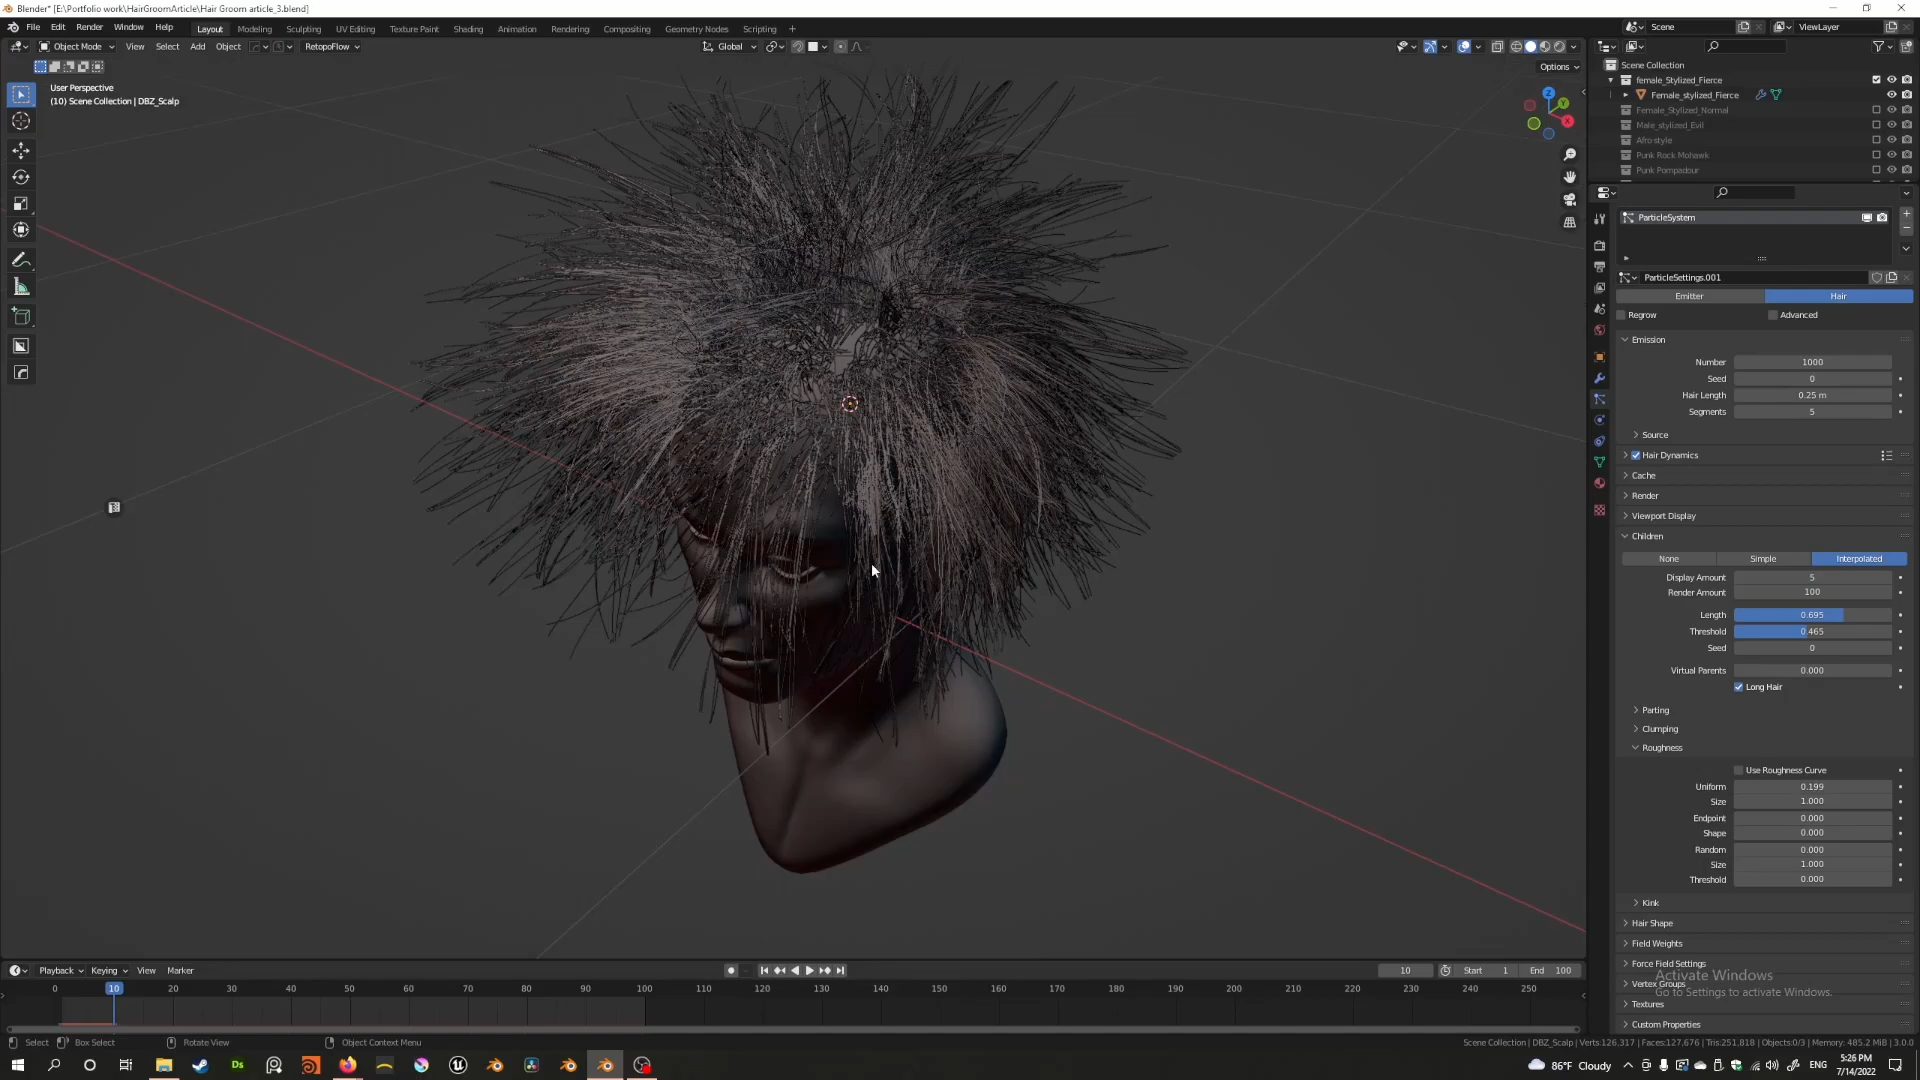 Blender* [E:\Portfolio work\HairGroomArticle\Hair Groom article_3.blend]
File Edit Render Window Help Layout Modeling Sculpting UV Editing Texture Paint Shading Animation Rendering Compositing Geometry Nodes Scripting + Scene ViewLayer
Object Mode View Select Add Object RetopoFlow Global
Options
User Perspective
(10) Scene Collection | DBZ_Scalp
Z
Y
X
Scene Collection
female_Stylized_Fierce
Female_stylized_Fierce
Female_Stylized_Normal
Male_stylized_Evil
Afro style
Punk Rock Mohawk
Punk Pompadour
ParticleSystem
ParticleSettings.001
Emitter Hair
Regrow Advanced
Emission
Number 1000
Seed 0
Hair Length 0.25 m
Segments 5
Source
Hair Dynamics
Cache
Render
Viewport Display
Children
None Simple Interpolated
Display Amount 5
Render Amount 100
Length 0.695
Threshold 0.465
Seed 0
Virtual Parents 0.000
Long Hair
Parting
Clumping
Roughness
Use Roughness Curve
Uniform 0.199
Size 1.000
Endpoint 0.000
Shape 0.000
Random 0.000
Size 1.000
Threshold 0.000
Kink
Hair Shape
Field Weights
Force Field Settings
Activate Windows
Vertex Groups
Go to Settings to activate Windows.
Textures
Custom Properties
Playback Keying View Marker 10 Start 1 End 100
0 10 20 30 40 50 60 70 80 90 100 110 120 130 140 150 160 170 180 190 200 210 220 230 240 250
Select Box Select Rotate View Object Context Menu Scene Collection | DBZ_Scalp | Verts:126,317 | Faces:127,676 | Tris:251,818 | Objects:0/3 | Memory: 485.2 MiB | 3.0.0
Ds 86°F Cloudy ENG 5:26 PM
7/14/2022